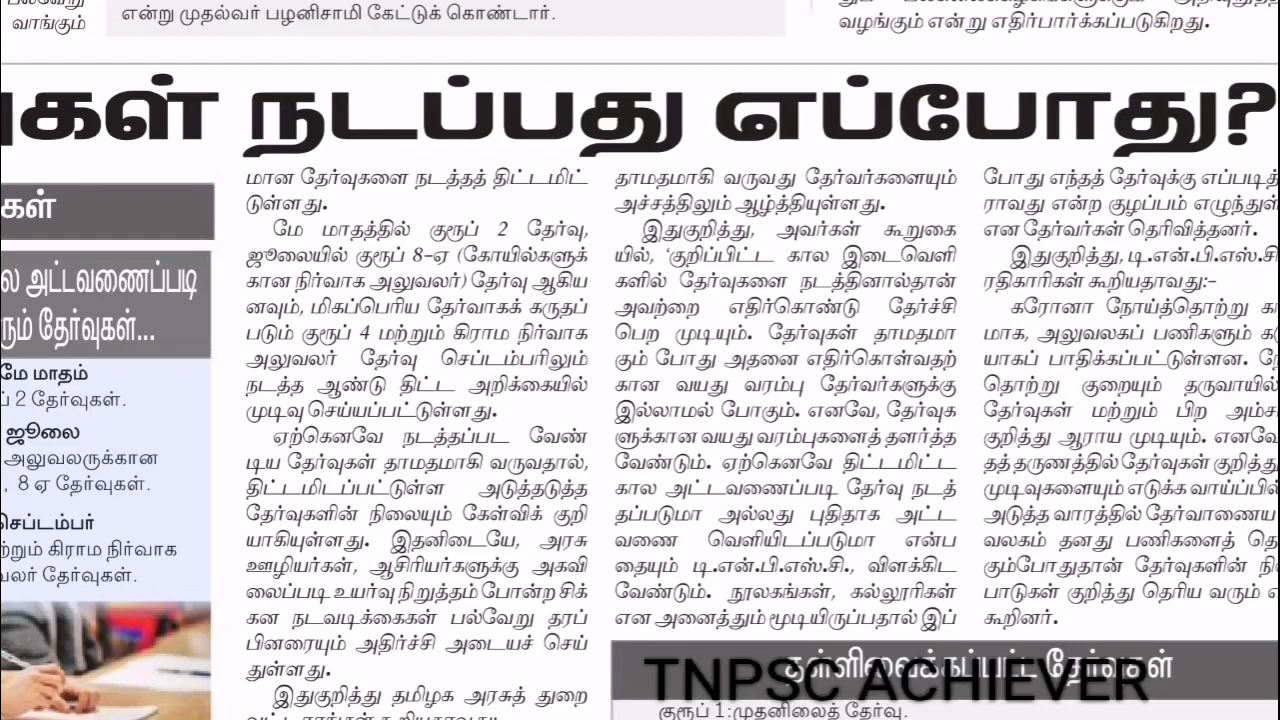 வாங்கும்
என்று முதல்வர் பழனிசாமி கேட்டுக் கொண்டார்.
வழங்கும் என்று எதிர்பார்க்கப்படுகிறது.
கள் நடப்பது எப்போது?
கள்
ல அட்டவணைப்படி
ரும் தேர்வுகள்...
மே மாதம்
ப் 2 தேர்வுகள்.
ஜூலை
அலுவலருக்கான
, 8 ஏ தேர்வுகள்.
செப்டம்பர்
ற்றும் கிராம நிர்வாக
வலர் தேர்வுகள்.
மான தேர்வுகளை நடத்தத் திட்டமிட்
டுள்ளது.
மே மாதத்தில் குரூப் 2 தேர்வு,
ஜூலையில் குரூப் 8-ஏ (கோயில்களுக்
கான நிர்வாக அலுவலர்) தேர்வு ஆகிய
னவும், மிகப்பெரிய தேர்வாகக் கருதப்
படும் குரூப் 4 மற்றும் கிராம நிர்வாக
அலுவலர் தேர்வு செப்டம்பரிலும்
நடத்த ஆண்டு திட்ட அறிக்கையில்
முடிவு செய்யப்பட்டுள்ளது.
ஏற்கெனவே நடத்தப்பட வேண்
டிய தேர்வுகள் தாமதமாகி வருவதால்,
திட்டமிடப்பட்டுள்ள அடுத்தடுத்த
தேர்வுகளின் நிலையும் கேள்விக் குறி
யாகியுள்ளது. இதனிடையே, அரசு
ஊழியர்கள், ஆசிரியர்களுக்கு அகவி
லைப்படி உயர்வு நிறுத்தம் போன்ற சிக்
கன நடவடிக்கைகள் பல்வேறு தரப்
பினரையும் அதிர்ச்சி அடையச் செய்
துள்ளது.
இதுகுறித்து தமிழக அரசுத் துறை
தாமதமாகி வருவது தேர்வர்களையும்
அச்சத்திலும் ஆழ்த்தியுள்ளது.
இதுகுறித்து, அவர்கள் கூறுகை
யில், 'குறிப்பிட்ட கால இடைவெளி
களில் தேர்வுகளை நடத்தினால்தான்
அவற்றை எதிர்கொண்டு தேர்ச்சி
பெற முடியும். தேர்வுகள் தாமதமா
கும் போது அதனை எதிர்கொள்வதற்
கான வயது வரம்பு தேர்வர்களுக்கு
இல்லாமல் போகும். எனவே, தேர்வுக
ளுக்கான வயது வரம்புகளைத் தளர்த்த
வேண்டும். ஏற்கெனவே திட்டமிட்ட
கால அட்டவணைப்படி தேர்வு நடத்
தப்படுமா அல்லது புதிதாக அட்ட
வணை வெளியிடப்படுமா என்ப
தையும் டி.என்.பி.எஸ்.சி., விளக்கிட
வேண்டும். நூலகங்கள், கல்லூரிகள்
என அனைத்தும் மூடியிருப்பதால் இப்
போது எந்தத் தேர்வுக்கு எப்படித்
ராவது என்ற குழப்பம் எழுந்துள்
என தேர்வர்கள் தெரிவித்தனர்.
இதுகுறித்து, டி.என்.பி.எஸ்.சி
ரதிகாரிகள் கூறியதாவது:-
கரோனா நோய்த்தொற்று கா
மாக, அலுவலகப் பணிகளும் க
யாகப் பாதிக்கப்பட்டுள்ளன. நே
தொற்று குறையும் தருவாயில்
தேர்வுகள் மற்றும் பிற அம்ச
குறித்து ஆராய முடியும். எனவே
தத் தருணத்தில் தேர்வுகள் குறித்து
முடிவுகளையும் எடுக்க வாய்ப்பில்
அடுத்த வாரத்தில் தேர்வாணைய
வலகம் தனது பணிகளைத் தொ
கும்போதுதான் தேர்வுகளின் நி
பாடுகள் குறித்து தெரிய வரும் எ
கூறினர்.
தள்ளிவைக்கப்பட்ட தேர்வுகள்
TNPSC ACHIEVER
குரூப் 1:முதனிலைத் தேர்வு.